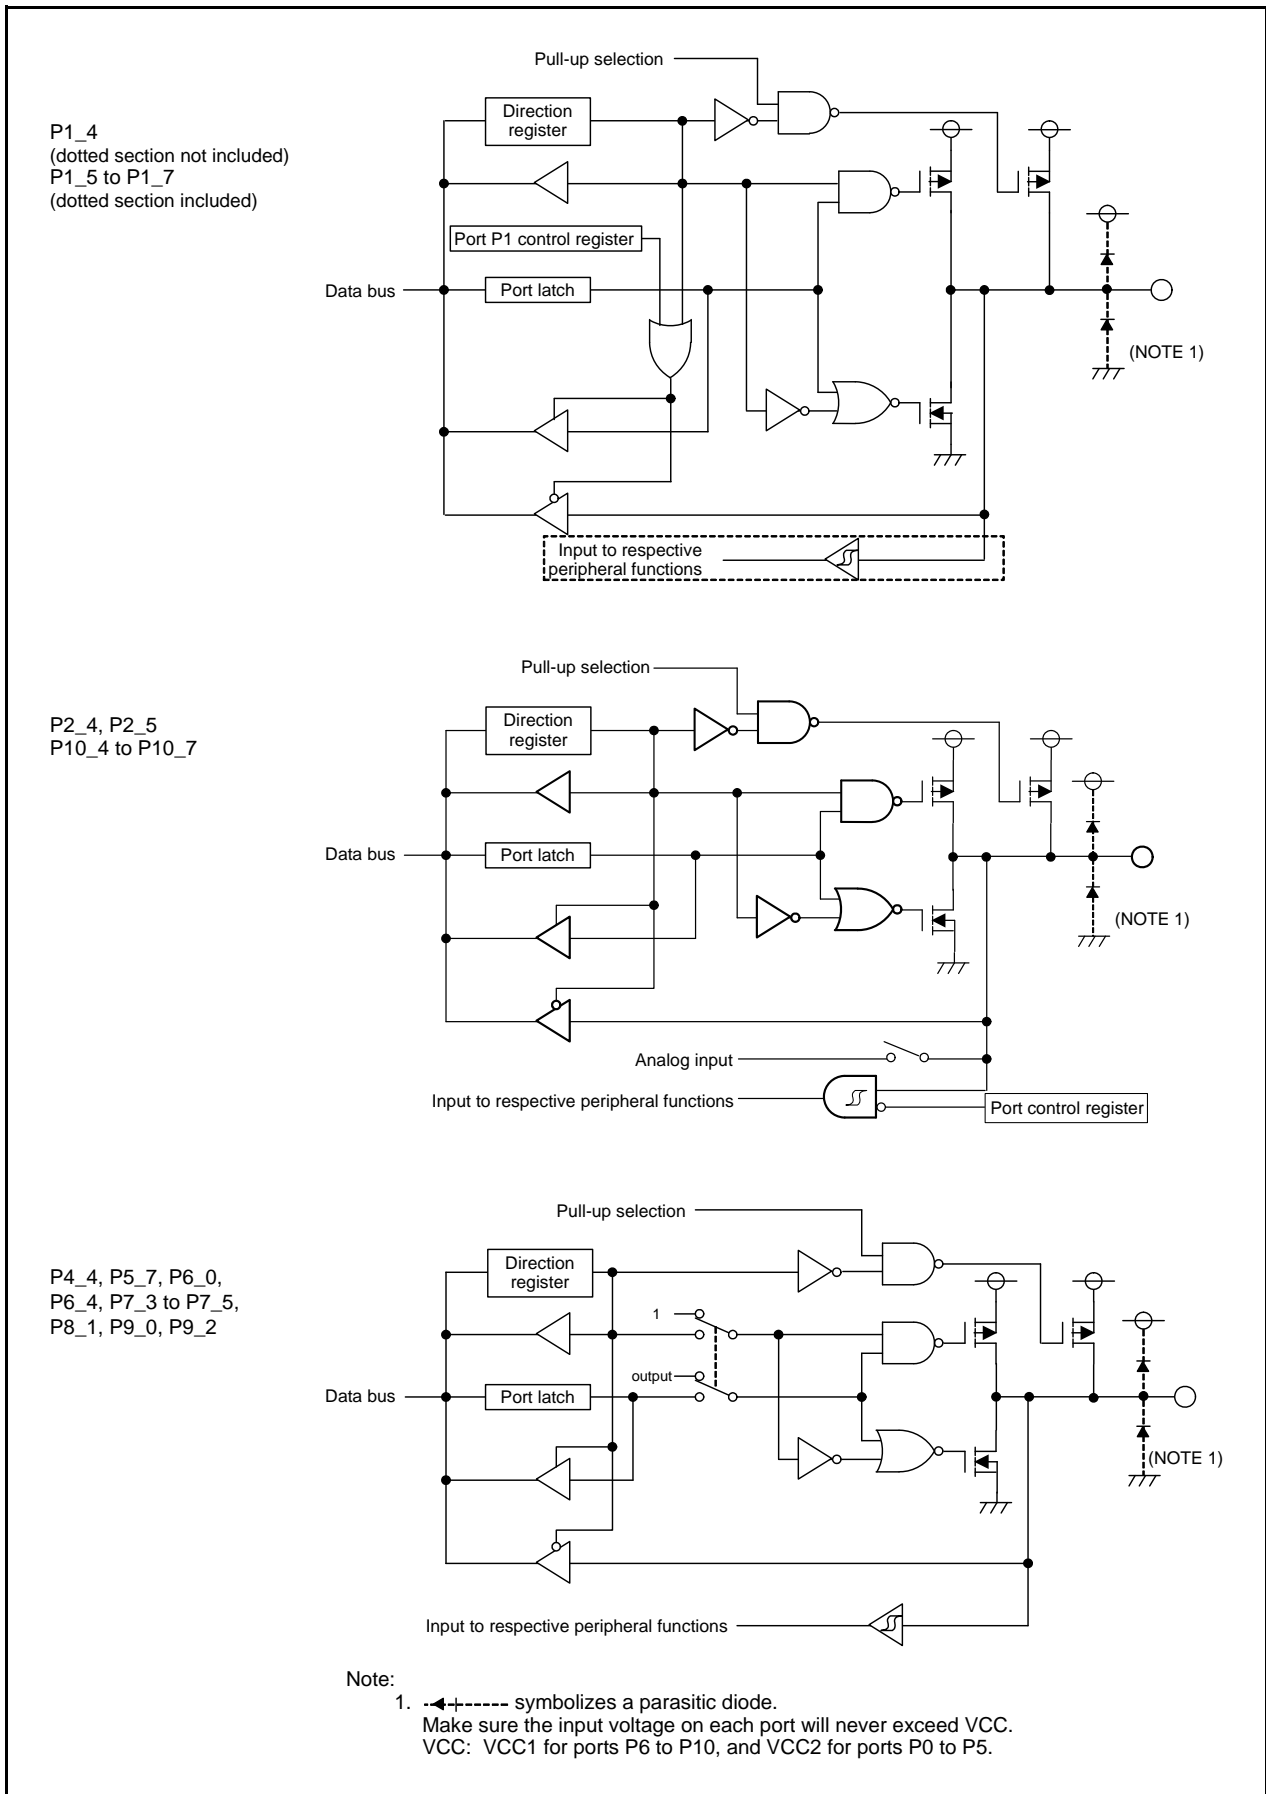 Pull-up selection
P1_4
(dotted section not included)
P1_5 to P1_7
(dotted section included)
Direction
register
Port P1 control register
Data bus
Port latch
(NOTE 1)
Input to respective
peripheral functions
Pull-up selection
P2_4, P2_5
P10_4 to P10_7
Direction
register
Data bus
Port latch
(NOTE 1)
Analog input
Input to respective peripheral functions
Port control register
Pull-up selection
P4_4, P5_7, P6_0,
P6_4, P7_3 to P7_5,
P8_1, P9_0, P9_2
Direction
register
1
output
Data bus
Port latch
(NOTE 1)
Input to respective peripheral functions
Note:
1. symbolizes a parasitic diode.
Make sure the input voltage on each port will never exceed VCC.
VCC: VCC1 for ports P6 to P10, and VCC2 for ports P0 to P5.